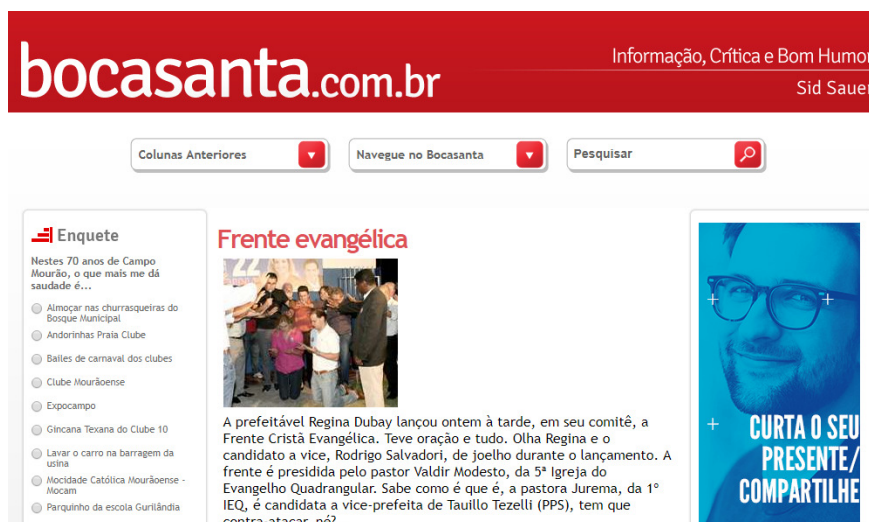 bocasanta.com.br
Informação, Crítica e Bom Humor
Sid Sauer
Colunas Anteriores
Navegue no Bocasanta
Pesquisar
Enquete
Nestes 70 anos de Campo
Mourão, o que mais me dá
saudade é...
Almoçar nas churrasqueiras do
Bosque Municipal
Andorinhas Praia Clube
Bailes de carnaval dos clubes
Clube Mourãoense
Expocampo
Gincana Texana do Clube 10
Lavar o carro na barragem da
usina
Mocidade Católica Mourãoense -
Mocam
Parquinho da escola Gurilândia
Frente evangélica
22
A prefeitável Regina Dubay lançou ontem à tarde, em seu comitê, a
Frente Cristã Evangélica. Teve oração e tudo. Olha Regina e o
candidato a vice, Rodrigo Salvadori, de joelho durante o lançamento. A
frente é presidida pelo pastor Valdir Modesto, da 5ª Igreja do
Evangelho Quadrangular. Sabe como é que é, a pastora Jurema, da 1º
IEQ, é candidata a vice-prefeita de Tauillo Tezelli (PPS), tem que
contra-atacar, né?
CURTA O SEU
PRESENTE/
COMPARTILHE